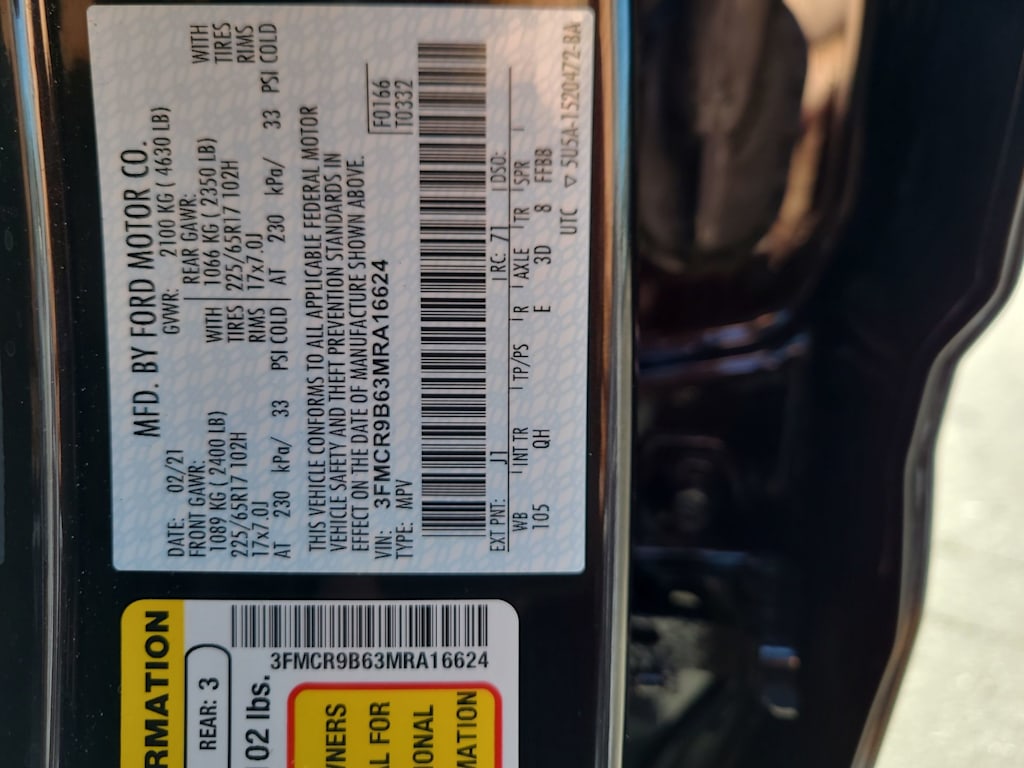 MFD. BY FORD MOTOR CO.
DATE: 02/21 GVWR: 2100 KG ( 4630 LB)
FRONT GAWR: REAR GAWR:
1089 KG ( 2400 LB) WITH 1066 KG ( 2350 LB) WITH
225/65R17 102H TIRES 225/65R17 102H TIRES
17x7.0J RIMS 17x7.0J RIMS
AT 230 kPa/ 33 PSI COLD AT 230 kPa/ 33 PSI COLD
THIS VEHICLE CONFORMS TO ALL APPLICABLE FEDERAL MOTOR
VEHICLE SAFETY AND THEFT PREVENTION STANDARDS IN
EFFECT ON THE DATE OF MANUFACTURE SHOWN ABOVE.
VIN: 3FMCR9B63MRA16624 F0166
TYPE: MPV T0332
EXT PNT: J1 RC: 71 DSO:
WB INT TR TP/PS R AXLE TR SPR
105 QH E 3D 8 FFBB
UTC ▽ 5U5A-1520472-BA
RMATION
REAR: 3
02 lbs.
3FMCR9B63MRA16624
WNERS
AL FOR
IONAL
MATION